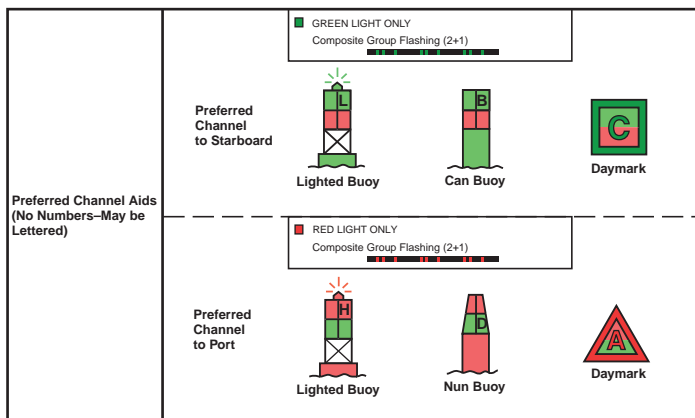 GREEN LIGHT ONLY
Composite Group Flashing (2+1)
Preferred
Channel
to Starboard
L
B
C
Lighted Buoy
Can Buoy
Daymark
Preferred Channel Aids
(No Numbers–May be
Lettered)
RED LIGHT ONLY
Composite Group Flashing (2+1)
Preferred
Channel
to Port
H
D
A
Lighted Buoy
Nun Buoy
Daymark